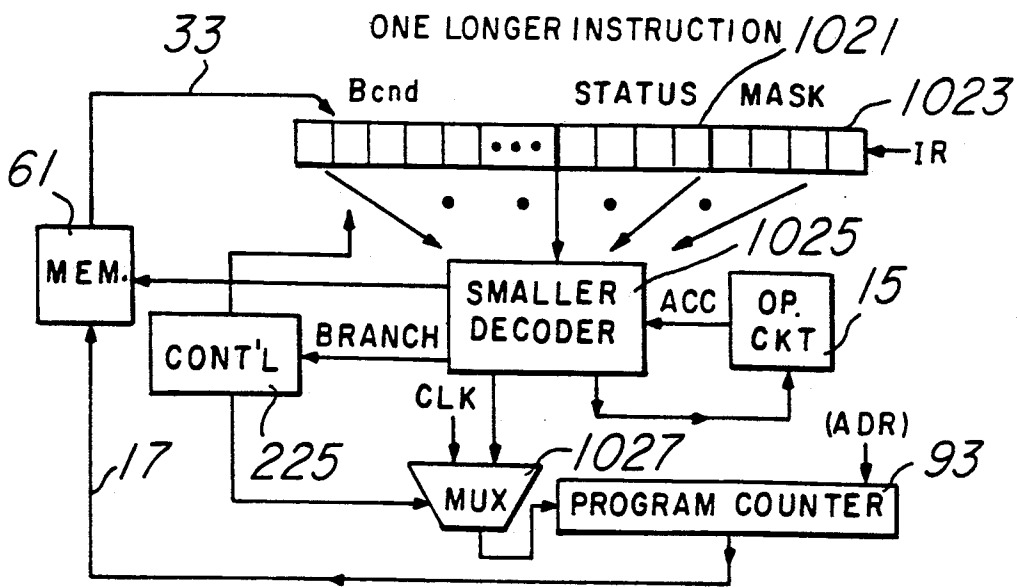 33
ONE LONGER INSTRUCTION 1021
Bcnd STATUS MASK 1023
IR
61
MEM.
1025
SMALLER
DECODER
ACC
OP.
CKT
15
BRANCH
CONT'L
CLK
(ADR)
17
225
1027
93
MUX
PROGRAM COUNTER